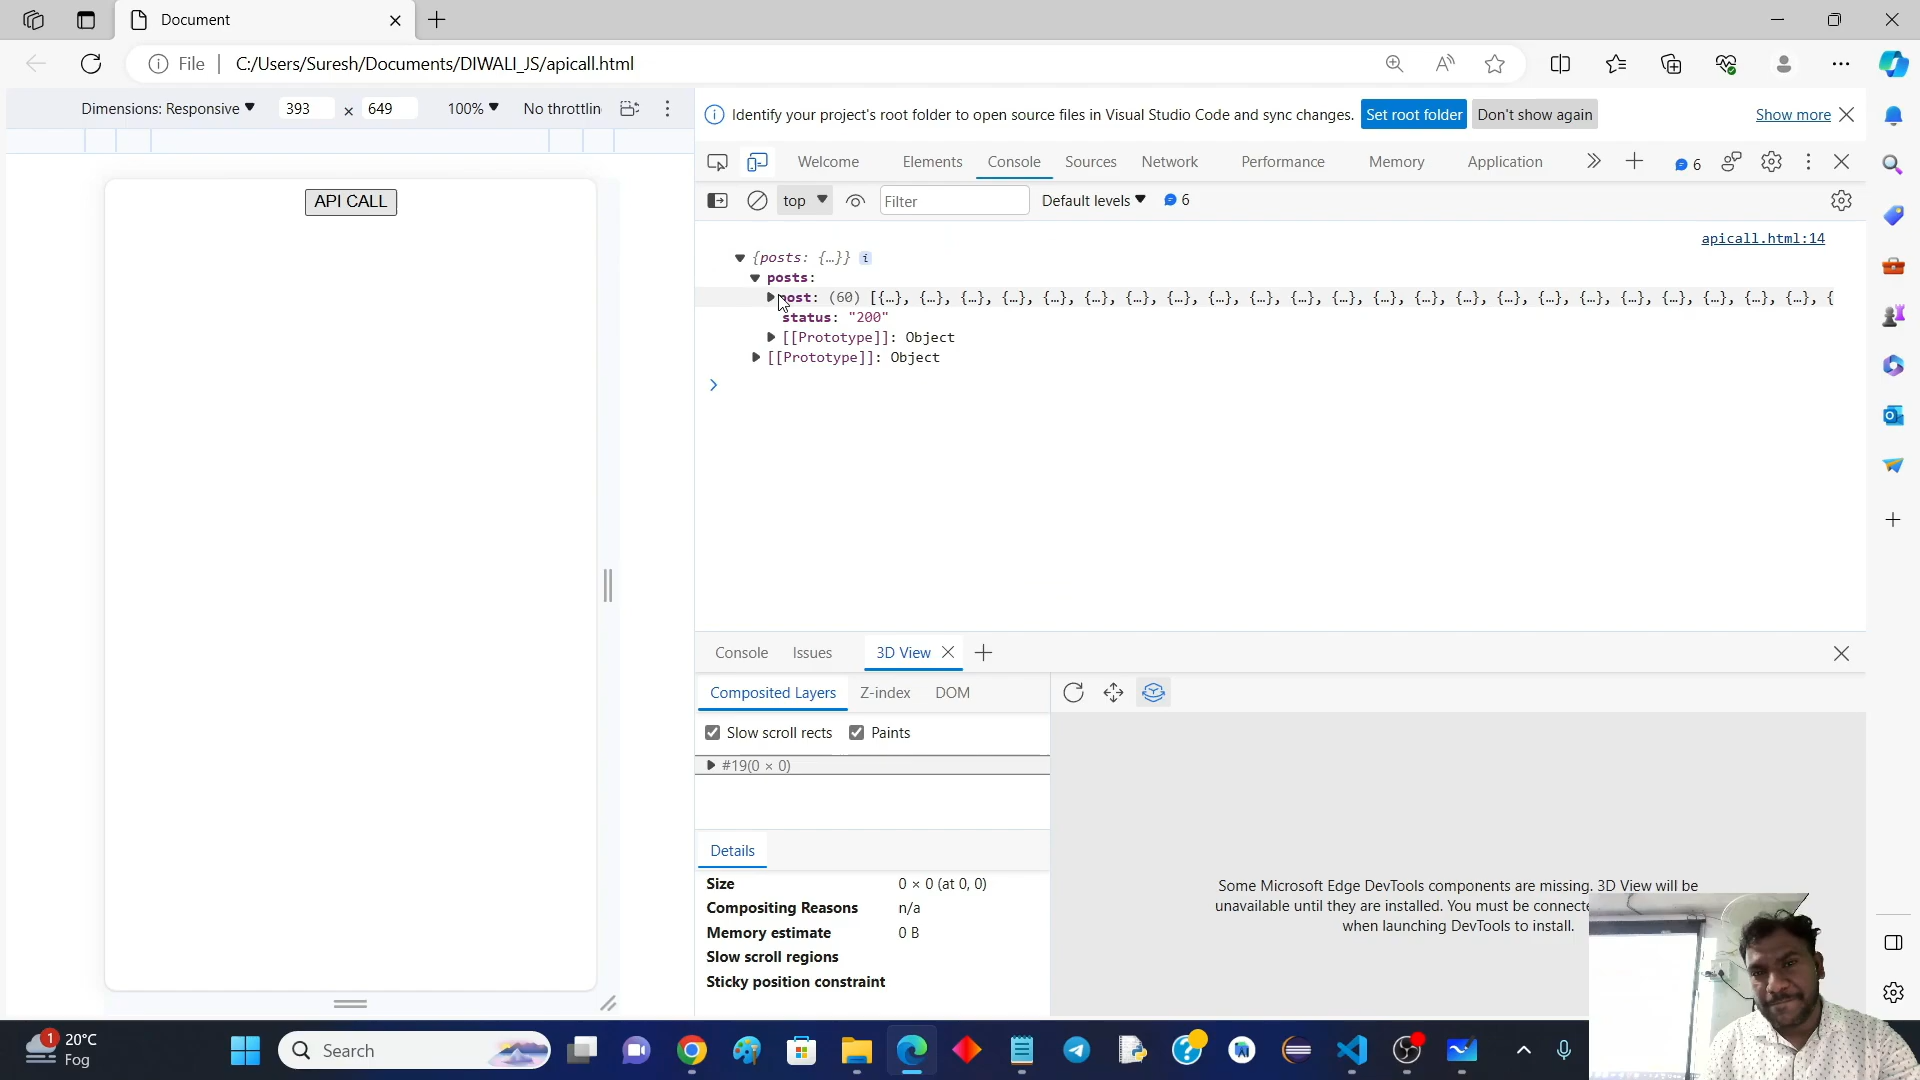 Document
File
C:/Users/Suresh/Documents/DIWALI_JS/apicall.html
Dimensions: Responsive 393 × 649 100% No throttlin
API CALL
Identify your project's root folder to open source files in Visual Studio Code and sync changes. Set root folder Don't show again Show more
Welcome Elements Console Sources Network Performance Memory Application 6
top Filter Default levels 6
apicall.html:14
{posts: {…}} i
posts:
post: (60) [{…}, {…}, {…}, {…}, {…}, {…}, {…}, {…}, {…}, {…}, {…}, {…}, {…}, {…}, {…}, {…}, {…}, {…}, {…}, {…}, {…}, {…}, {…}, {
status: "200"
[[Prototype]]: Object
[[Prototype]]: Object
Console Issues 3D View
Composited Layers Z-index DOM
Slow scroll rects Paints
#19(0 × 0)
Details
Size 0 × 0 (at 0, 0)
Compositing Reasons n/a
Memory estimate 0 B
Slow scroll regions
Sticky position constraint
Some Microsoft Edge DevTools components are missing. 3D View will be
unavailable until they are installed. You must be connecte
when launching DevTools to install.
1
20°C
Fog
Search